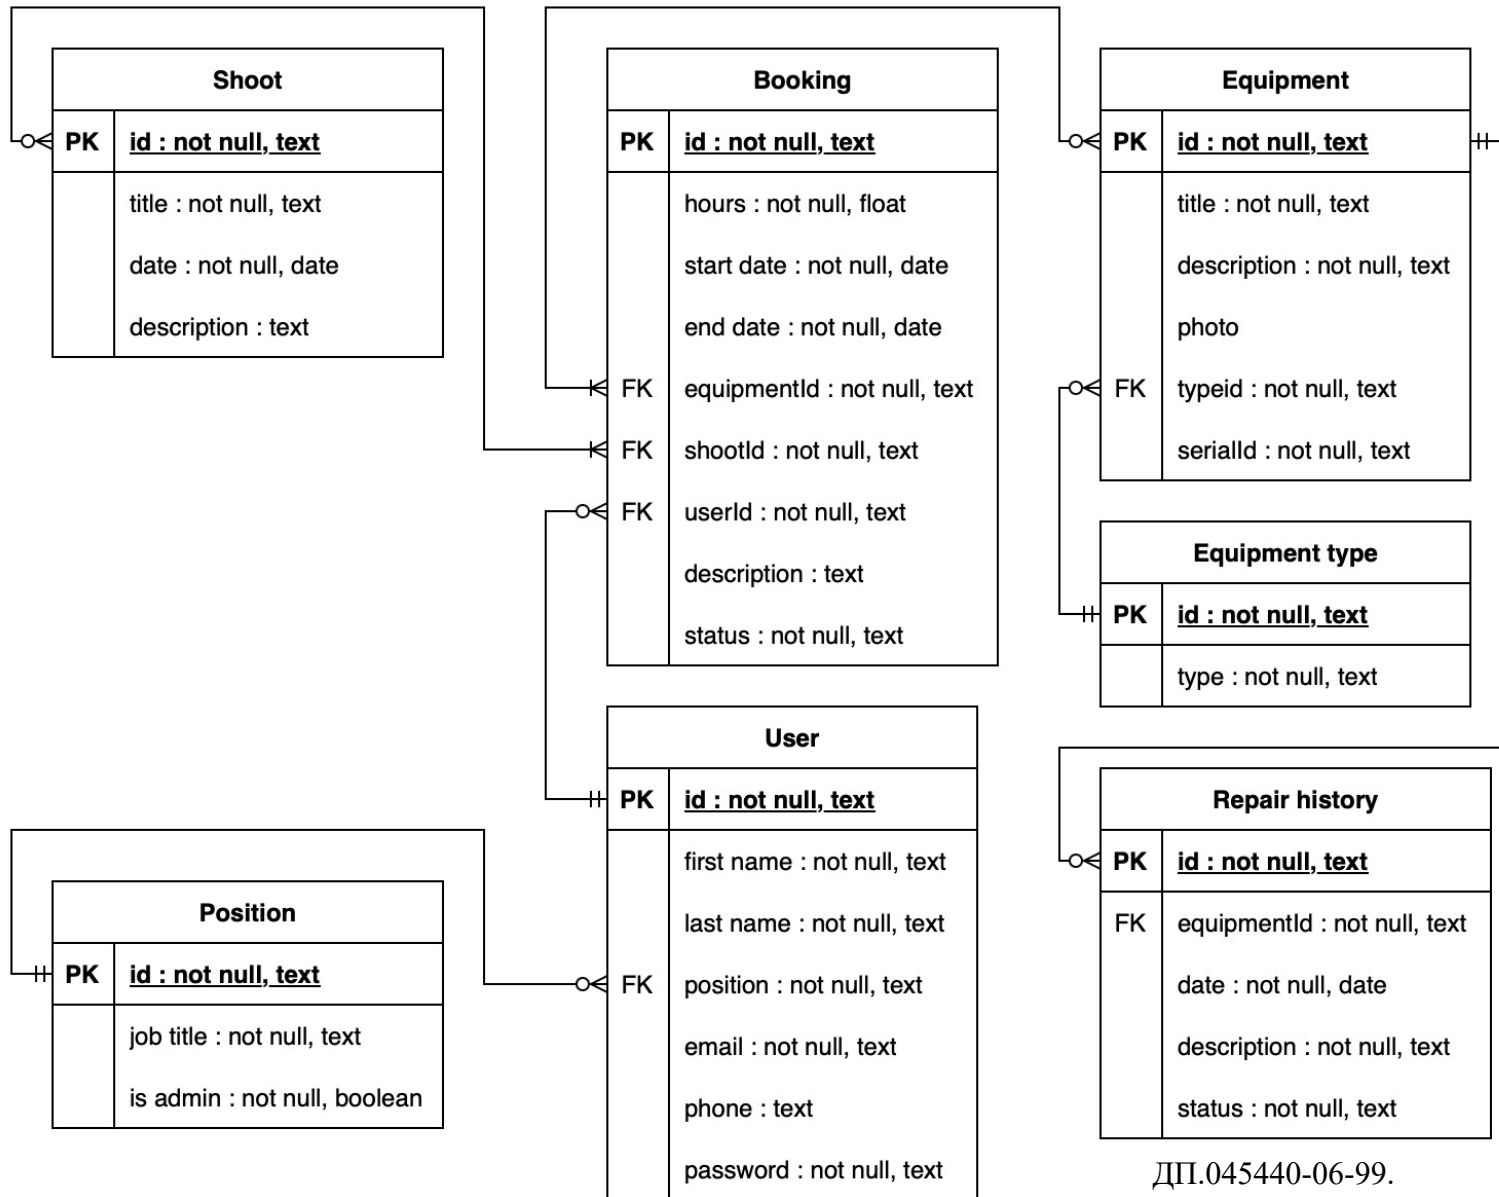 Shoot
PK id : not null, text
title : not null, text
date : not null, date
description : text
Booking
PK id : not null, text
hours : not null, float
start date : not null, date
end date : not null, date
FK equipmentId : not null, text
FK shootId : not null, text
FK userId : not null, text
description : text
status : not null, text
Equipment
PK id : not null, text
title : not null, text
description : not null, text
photo
FK typeid : not null, text
serialId : not null, text
Equipment type
PK id : not null, text
type : not null, text
User
PK id : not null, text
first name : not null, text
last name : not null, text
FK position : not null, text
email : not null, text
phone : text
password : not null, text
Position
PK id : not null, text
job title : not null, text
is admin : not null, boolean
Repair history
PK id : not null, text
FK equipmentId : not null, text
date : not null, date
description : not null, text
status : not null, text
ДП.045440-06-99.